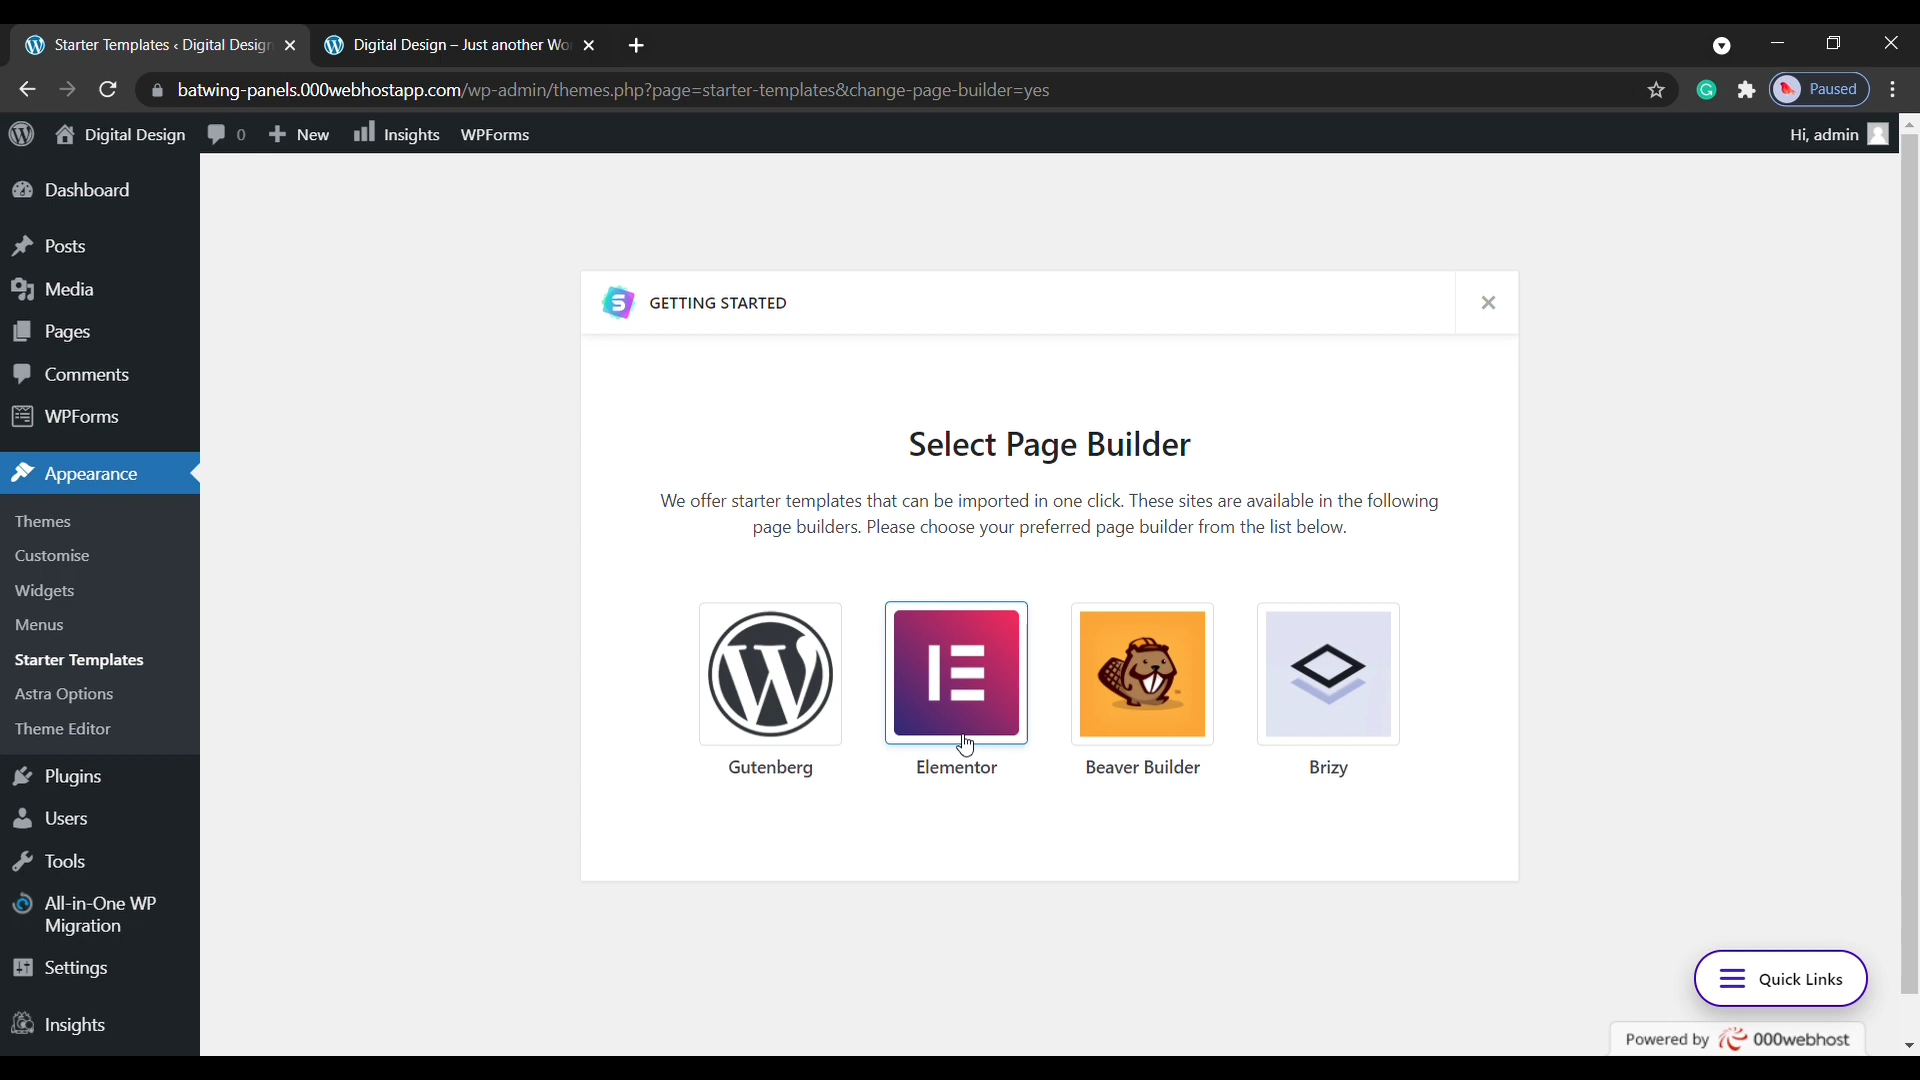 Starter Templates ‹ Digital Design
Digital Design – Just another Wo
batwing-panels.000webhostapp.com/wp-admin/themes.php?page=starter-templates&change-page-builder=yes
Paused
Digital Design
0
New
Insights
WPForms
Hi, admin
Dashboard
Posts
Media
Pages
Comments
WPForms
Appearance
Themes
Customise
Widgets
Menus
Starter Templates
Astra Options
Theme Editor
Plugins
Users
Tools
All-in-One WP
Migration
Settings
Insights
GETTING STARTED
Select Page Builder
We offer starter templates that can be imported in one click. These sites are available in the following
page builders. Please choose your preferred page builder from the list below.
Gutenberg
Elementor
Beaver Builder
Brizy
Quick Links
Powered by 000webhost